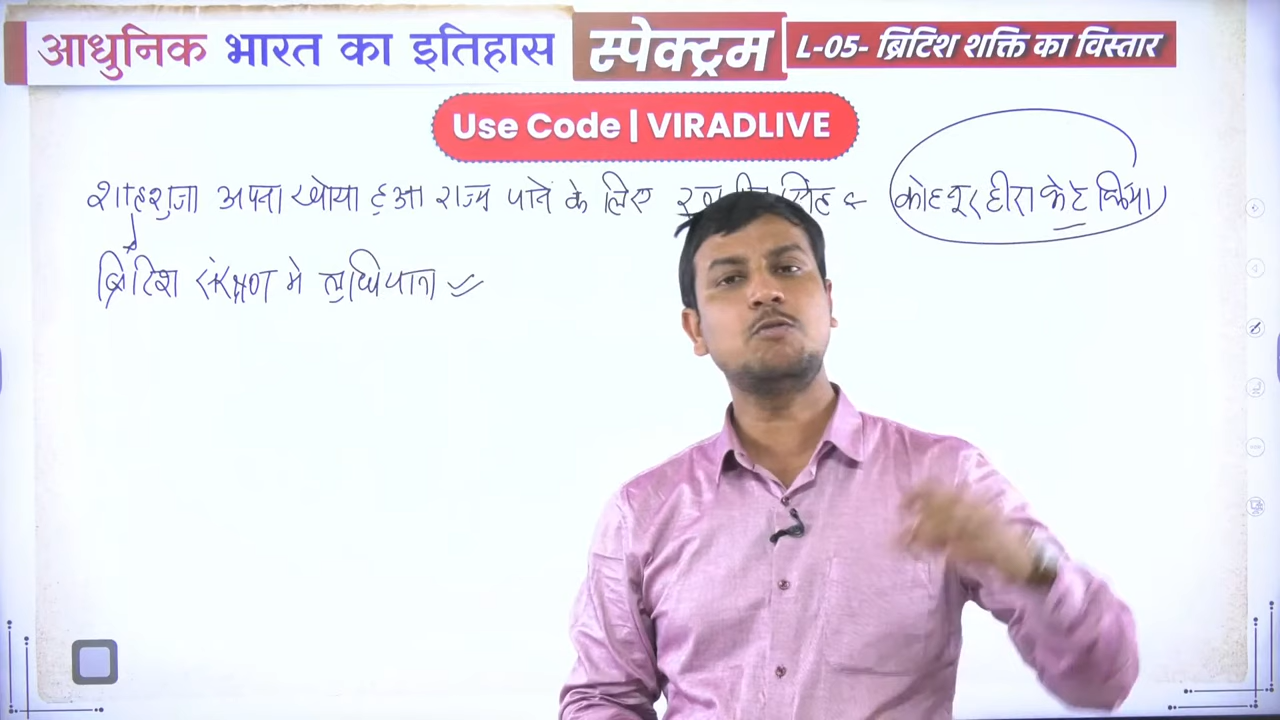 आधुनिक भारत का इतिहास स्पेक्ट्रम L-05- ब्रिटिश शक्ति का विस्तार
Use Code | VIRADLIVE
शाहशुजा अपना खोया हुआ राज्य पाने के लिए सिंह को कोहनूर हीरा भेंट किया
ब्रिटिश संरक्षण मे लुधियाना